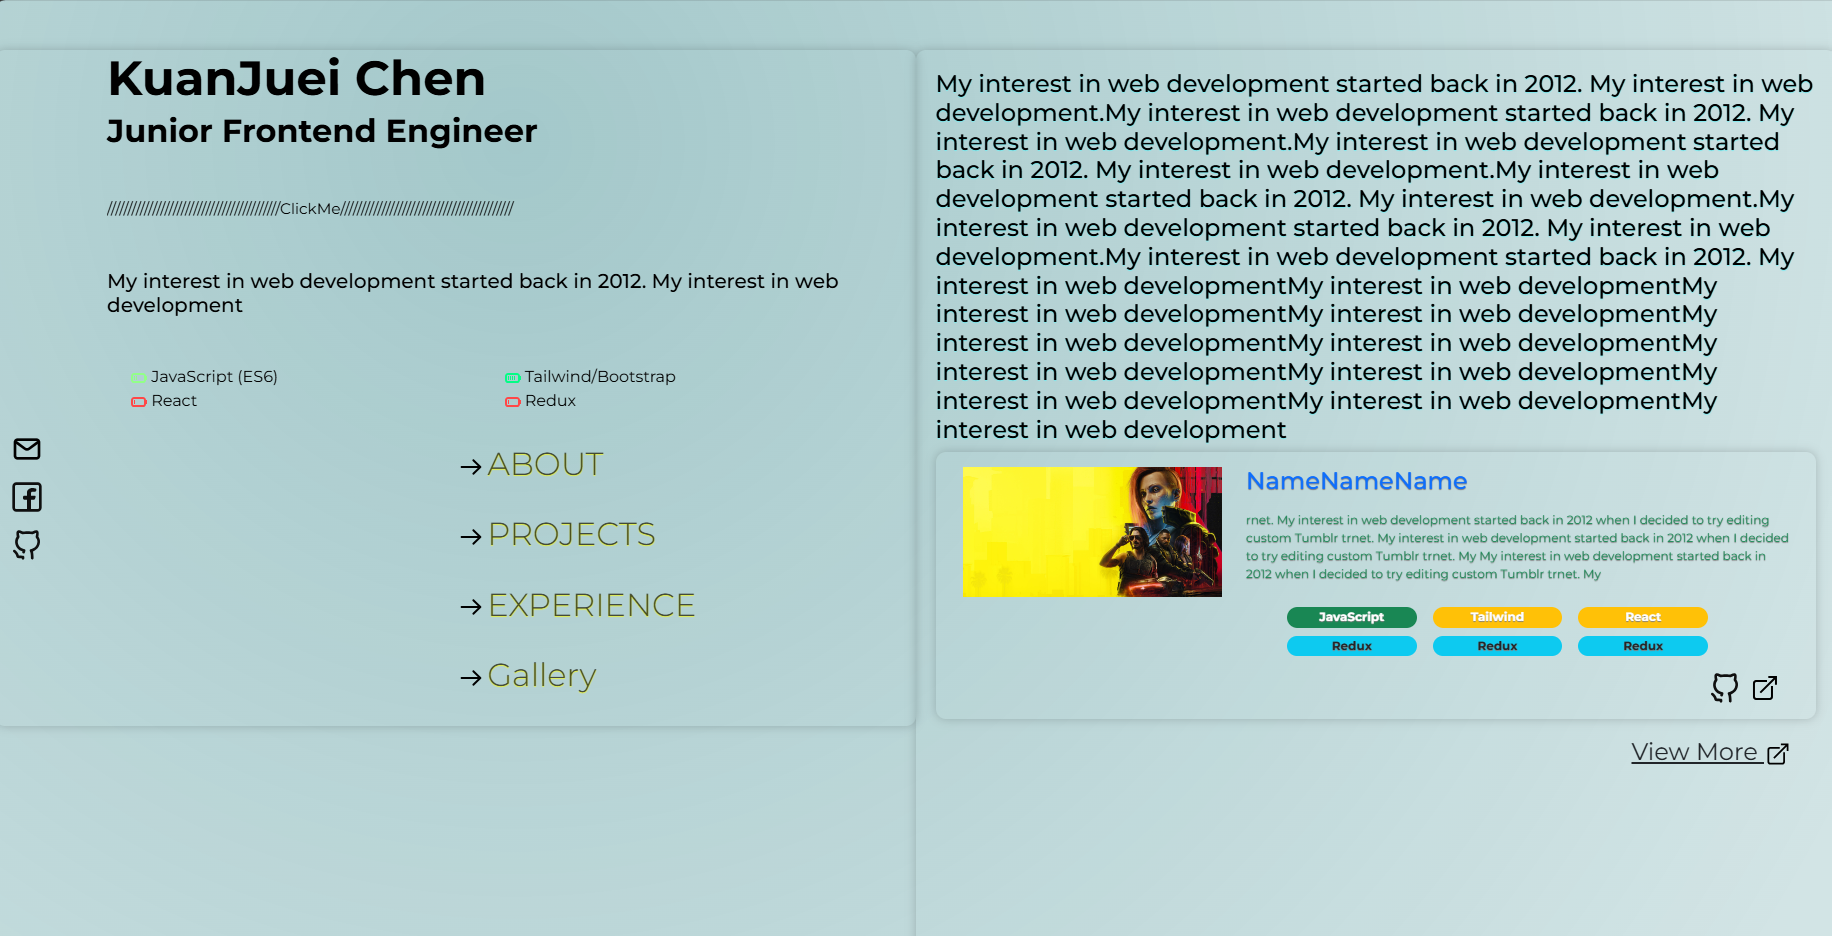 KuanJuei Chen
Junior Frontend Engineer
//////////////////////////////////////////ClickMe//////////////////////////////////////////
My interest in web development started back in 2012. My interest in web
development
JavaScript (ES6)
Tailwind/Bootstrap
React
Redux
ABOUT
PROJECTS
EXPERIENCE
Gallery
My interest in web development started back in 2012. My interest in web
development.My interest in web development started back in 2012. My
interest in web development.My interest in web development started
back in 2012. My interest in web development.My interest in web
development started back in 2012. My interest in web development.My
interest in web development started back in 2012. My interest in web
development.My interest in web development started back in 2012. My
interest in web developmentMy interest in web developmentMy
interest in web developmentMy interest in web developmentMy
interest in web developmentMy interest in web developmentMy
interest in web developmentMy interest in web developmentMy
interest in web developmentMy interest in web developmentMy
interest in web development
NameNameName
rnet. My interest in web development started back in 2012 when I decided to try editing
custom Tumblr trnet. My interest in web development started back in 2012 when I decided
to try editing custom Tumblr trnet. My My interest in web development started back in
2012 when I decided to try editing custom Tumblr trnet. My
JavaScript
Tailwind
React
Redux
Redux
Redux
View More